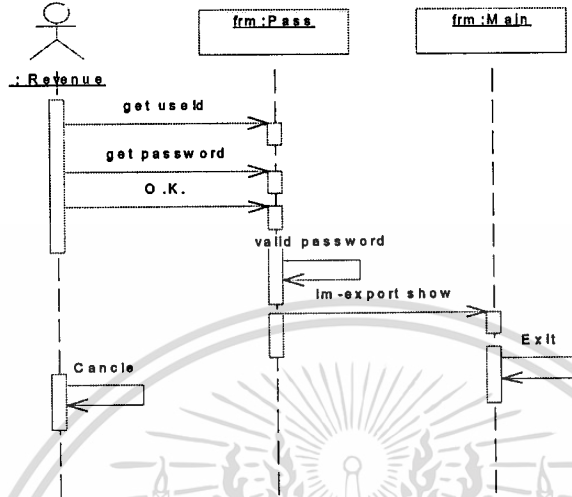 frm :Pass
frm :Main
: Revenue
get useid
get password
O .K.
valid password
im -export show
Exit
Cancle